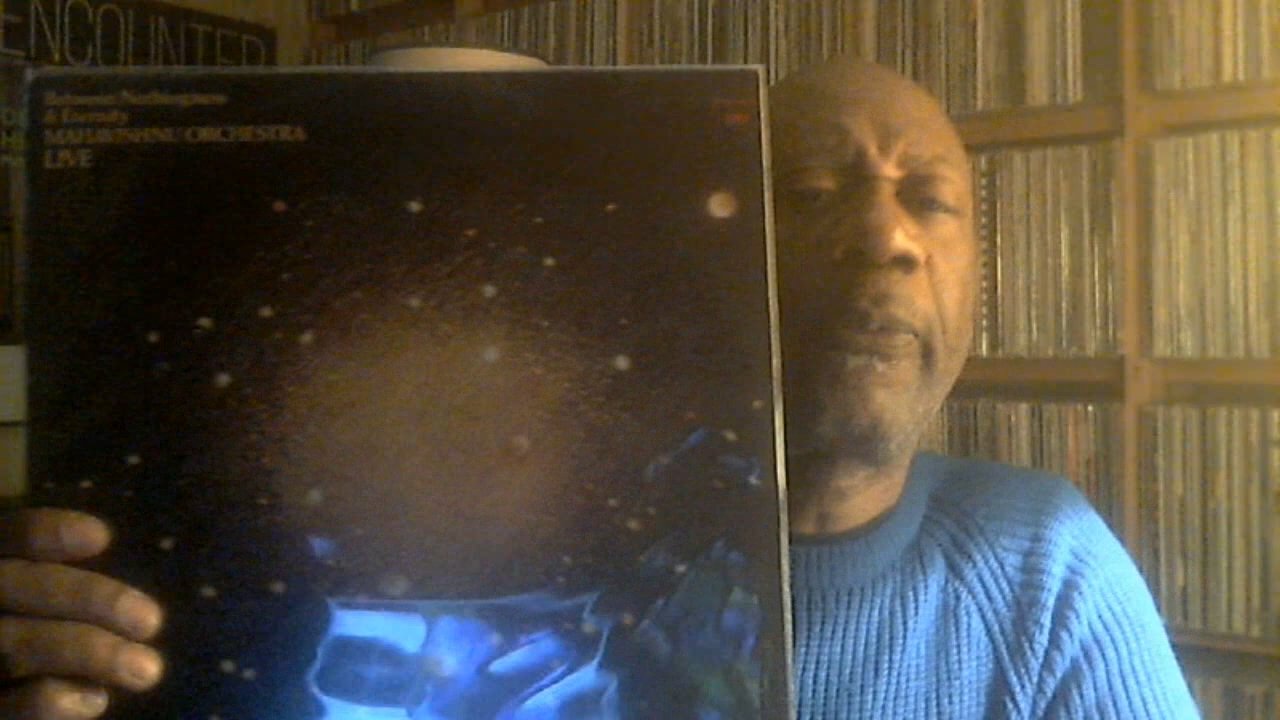 ENCOUNTER
Between Nothingness
& Eternity
MAHAVISHNU ORCHESTRA
LIVE